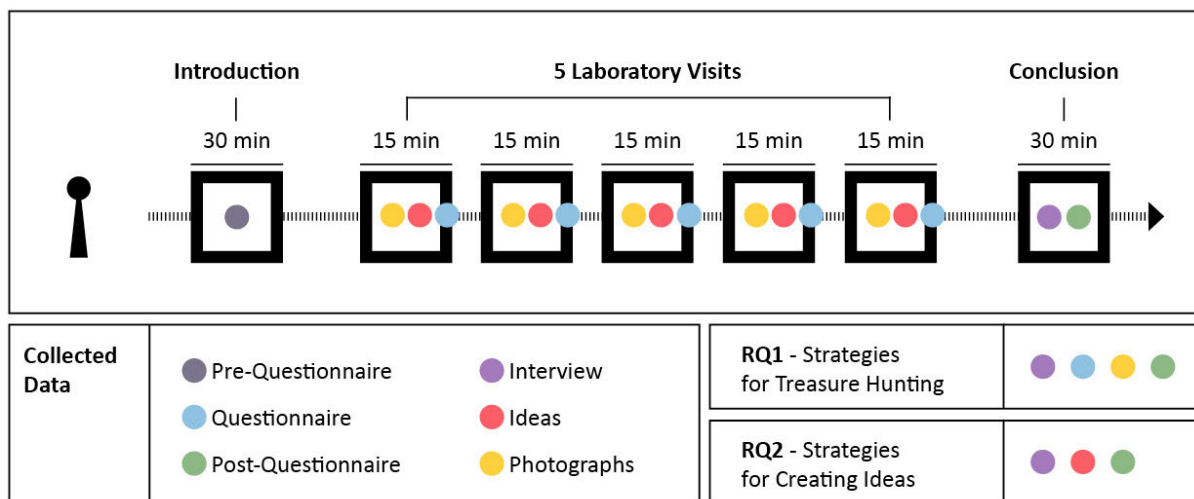 Introduction
5 Laboratory Visits
Conclusion
30 min
15 min
15 min
15 min
15 min
15 min
30 min
Collected
Data
Pre-Questionnaire
Questionnaire
Post-Questionnaire
Interview
Ideas
Photographs
RQ1 - Strategies
for Treasure Hunting
RQ2 - Strategies
for Creating Ideas